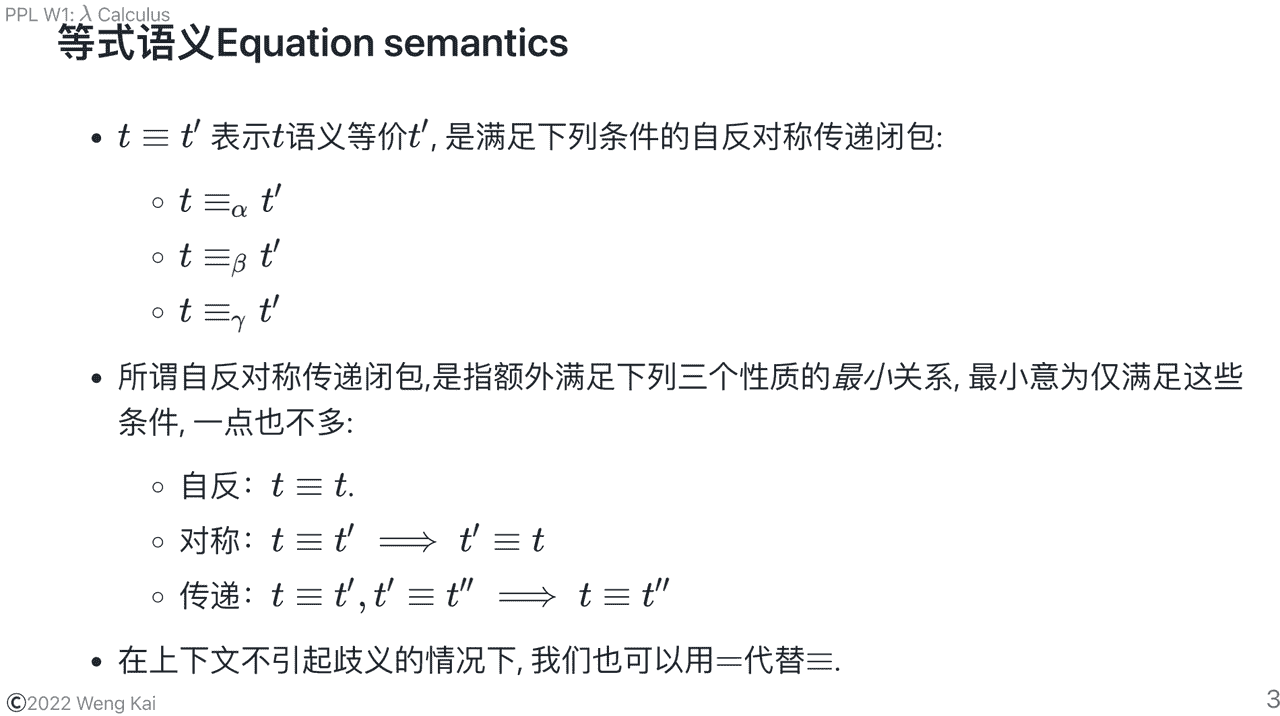 PPL W1: λ Calculus
等式语义Equation semantics
• t ≡ t′ 表示t语义等价t′, 是满足下列条件的自反对称传递闭包:
◦ t ≡α t′
◦ t ≡β t′
◦ t ≡γ t′
• 所谓自反对称传递闭包,是指额外满足下列三个性质的最小关系, 最小意为仅满足这些
条件, 一点也不多:
◦ 自反：t ≡ t.
◦ 对称：t ≡ t′ ⟹ t′ ≡ t
◦ 传递：t ≡ t′, t′ ≡ t″ ⟹ t ≡ t″
• 在上下文不引起歧义的情况下, 我们也可以用=代替≡.
©2022 Weng Kai
3